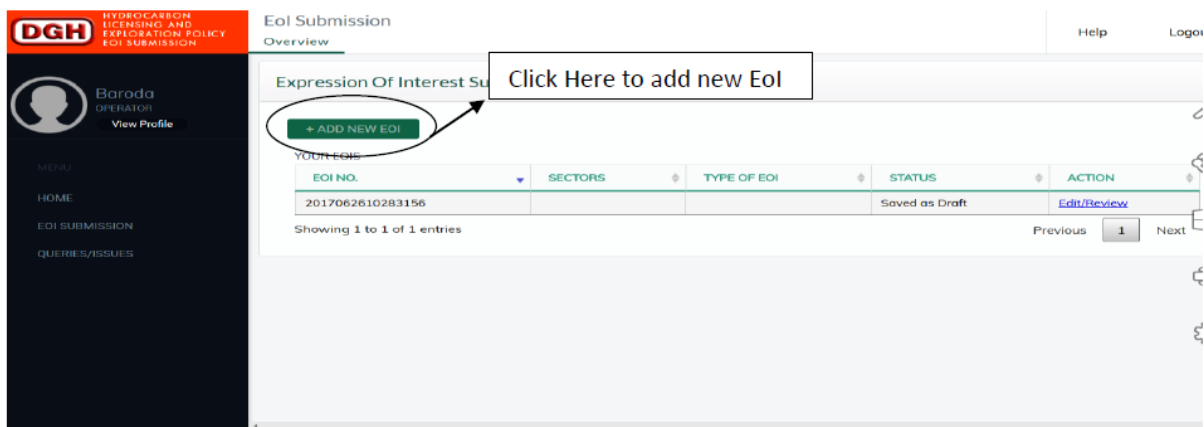 DGH
HYDROCARBON
LICENSING AND
EXPLORATION POLICY
EOI SUBMISSION
EoI Submission
Overview
Help
Baroda
OPERATOR
View Profile
MENU
HOME
EOI SUBMISSION
QUERIES/ISSUES
Expression Of Interest Su
Click Here to add new EoI
+ ADD NEW EOI
YOUR EOIS
EOI NO. SECTORS TYPE OF EOI STATUS ACTION
2017062610283156 Saved as Draft Edit/Review
Showing 1 to 1 of 1 entries Previous 1 Next